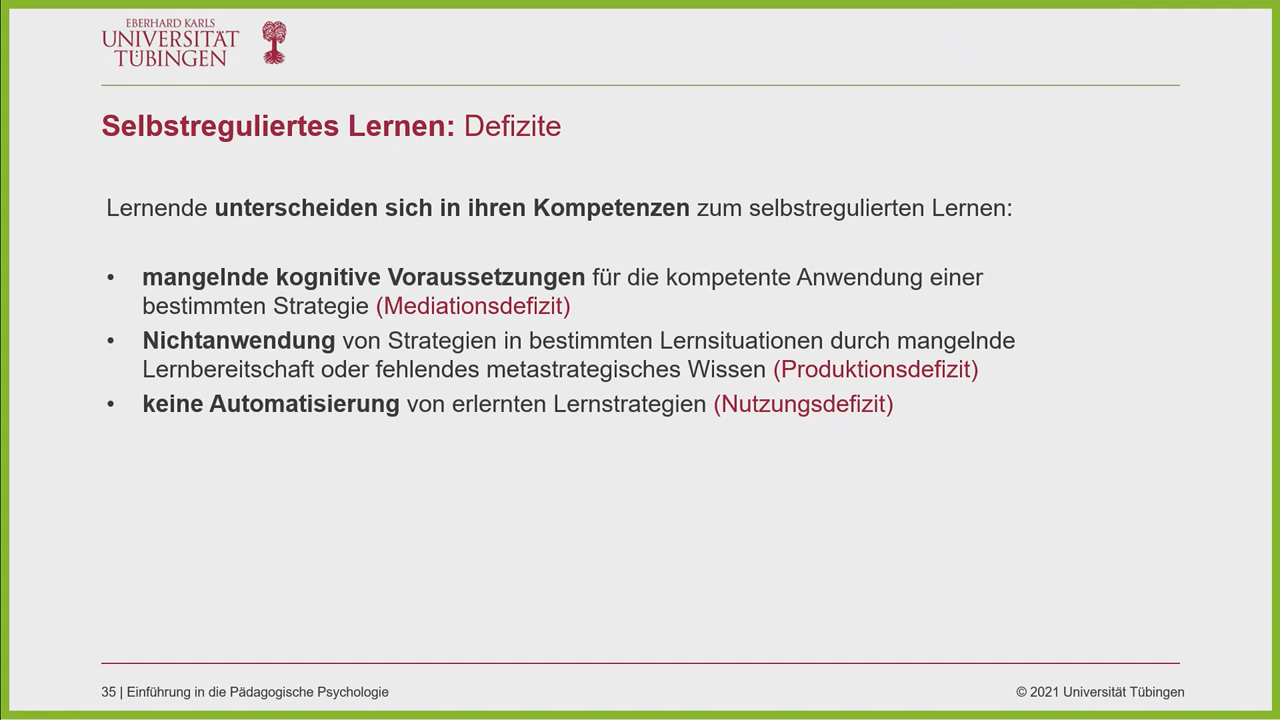 EBERHARD KARLS
UNIVERSITÄT
TÜBINGEN
Selbstreguliertes Lernen: Defizite
Lernende unterscheiden sich in ihren Kompetenzen zum selbstregulierten Lernen:
• mangelnde kognitive Voraussetzungen für die kompetente Anwendung einer
bestimmten Strategie (Mediationsdefizit)
• Nichtanwendung von Strategien in bestimmten Lernsituationen durch mangelnde
Lernbereitschaft oder fehlendes metastrategisches Wissen (Produktionsdefizit)
• keine Automatisierung von erlernten Lernstrategien (Nutzungsdefizit)
35 | Einführung in die Pädagogische Psychologie
© 2021 Universität Tübingen